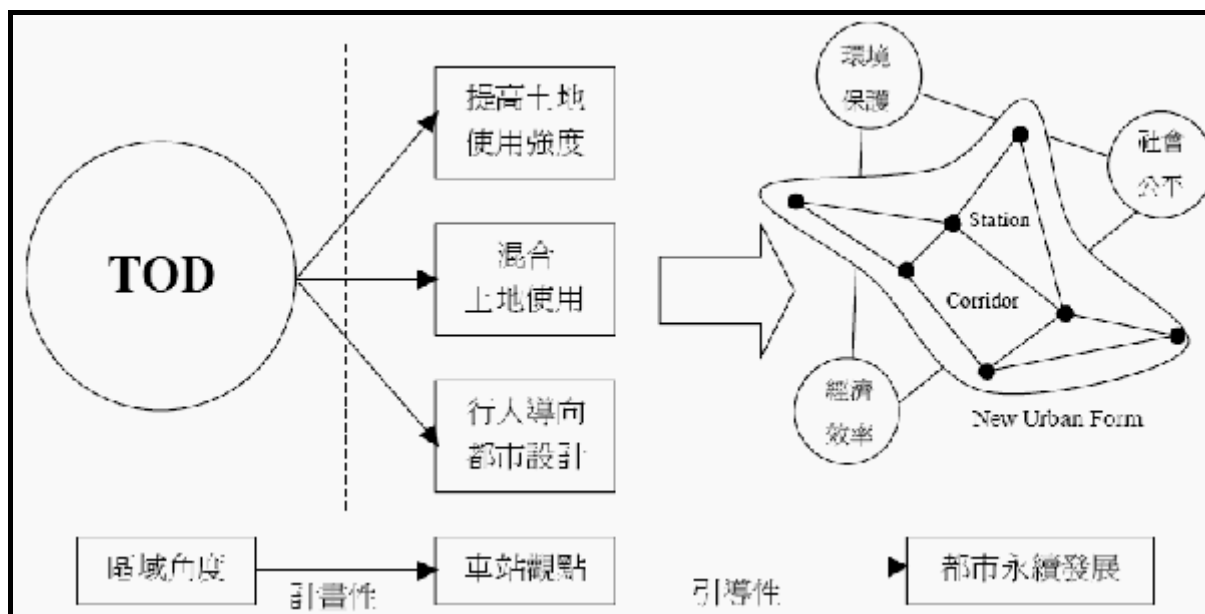 TOD
提高土地
使用強度
混合
土地使用
行人導向
都市設計
環境
保護
社會
公平
經濟
效率
Station
Corridor
New Urban Form
區域角度
計畫性
車站觀點
引導性
都市永續發展